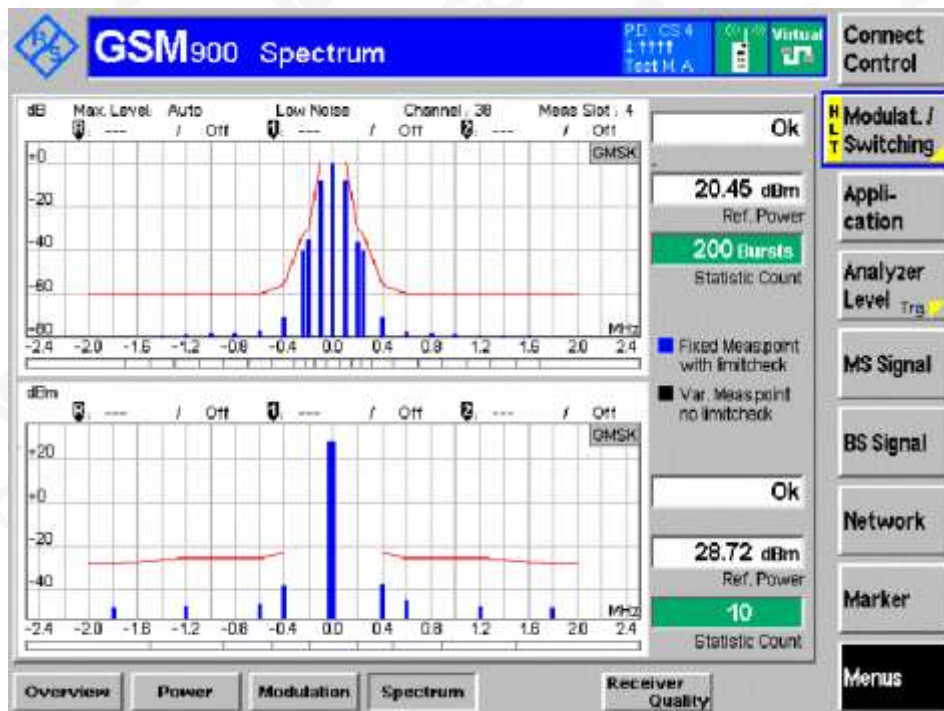 R&S
GSM900 Spectrum
PD CS 4
Test M. A
Virtual
Connect Control
dB Max. Level: Auto Low Noise Channel: 38 Meas Slot: 4
R: --- / Off 1: --- / Off 2: --- / Off
GMSK
+0
-20
-40
-60
-80
MHz
-2.4 -2.0 -1.6 -1.2 -0.8 -0.4 0.0 0.4 0.8 1.2 1.6 2.0 2.4
Ok
20.45 dBm
Ref. Power
200 Bursts
Statistic Count
Fixed Meas.point
with limitcheck
Var. Meas.point
no limitcheck
dBm
R: --- / Off 1: --- / Off 2: --- / Off
GMSK
+20
+0
-20
-40
MHz
-2.4 -2.0 -1.6 -1.2 -0.8 -0.4 0.0 0.4 0.8 1.2 1.6 2.0 2.4
Ok
28.72 dBm
Ref. Power
10
Statistic Count
HLT
Modulat. /
Switching
Appli-
cation
Analyzer
Level Trg
MS Signal
BS Signal
Network
Marker
Menus
Overview Power Modulation Spectrum Receiver
Quality